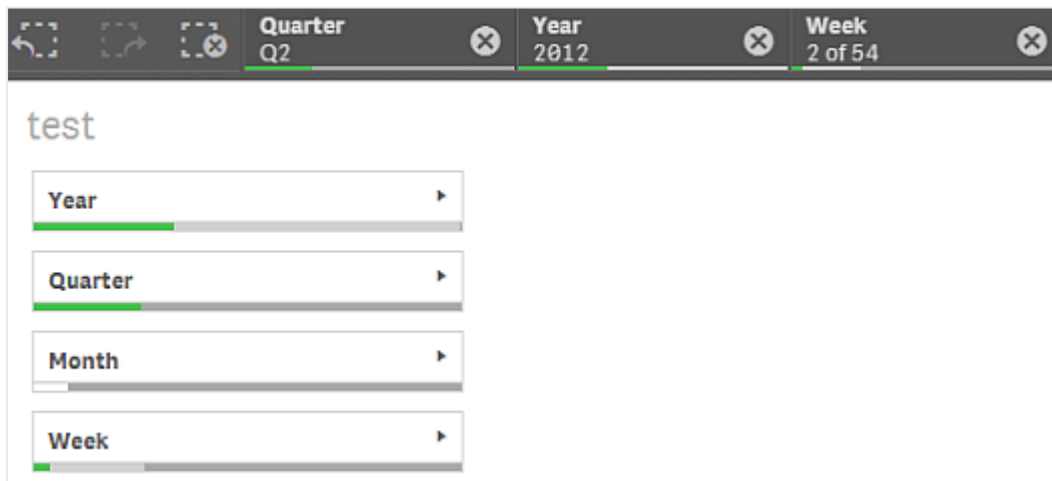 Quarter
Q2
Year
2012
Week
2 of 54
test
Year
Quarter
Month
Week